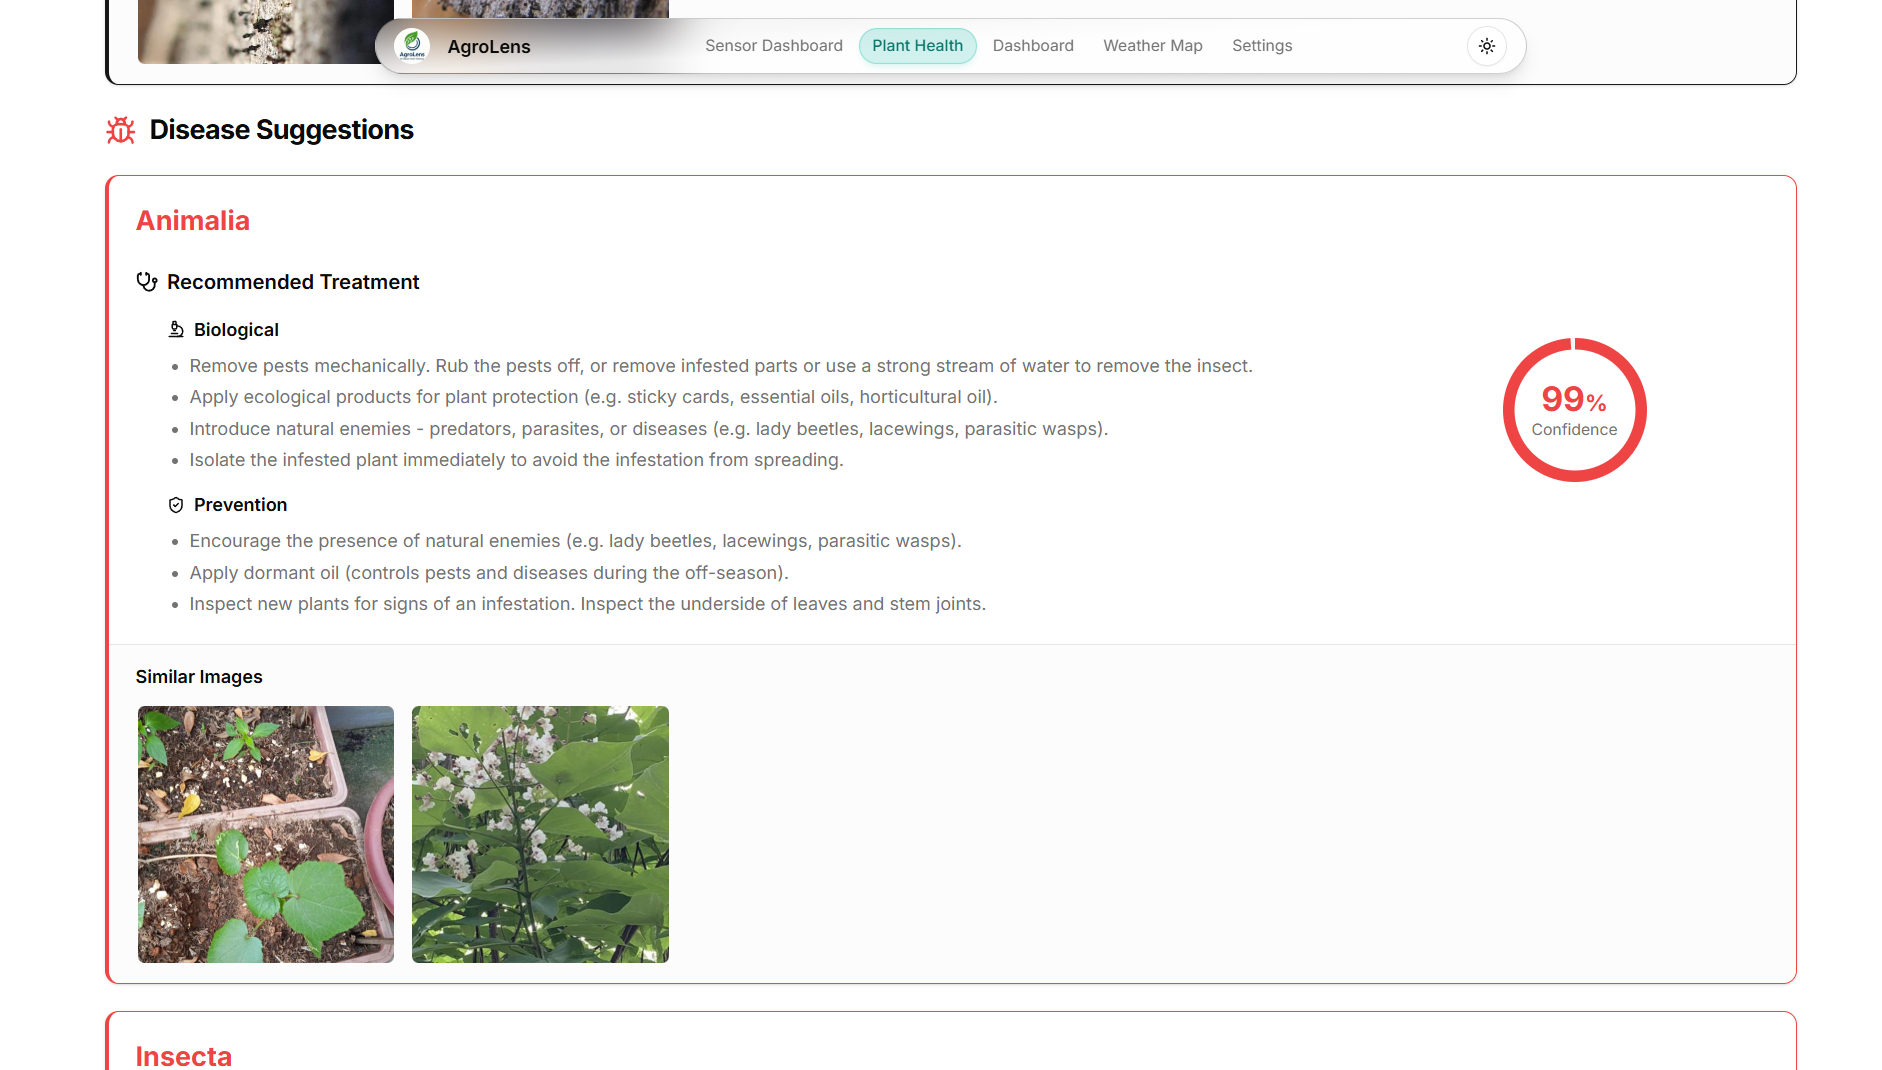 AgroLens
AgroLens
Sensor Dashboard
Plant Health
Dashboard
Weather Map
Settings
Disease Suggestions
Animalia
Recommended Treatment
Biological
Remove pests mechanically. Rub the pests off, or remove infested parts or use a strong stream of water to remove the insect.
Apply ecological products for plant protection (e.g. sticky cards, essential oils, horticultural oil).
Introduce natural enemies - predators, parasites, or diseases (e.g. lady beetles, lacewings, parasitic wasps).
Isolate the infested plant immediately to avoid the infestation from spreading.
99%
Confidence
Prevention
Encourage the presence of natural enemies (e.g. lady beetles, lacewings, parasitic wasps).
Apply dormant oil (controls pests and diseases during the off-season).
Inspect new plants for signs of an infestation. Inspect the underside of leaves and stem joints.
Similar Images
Insecta